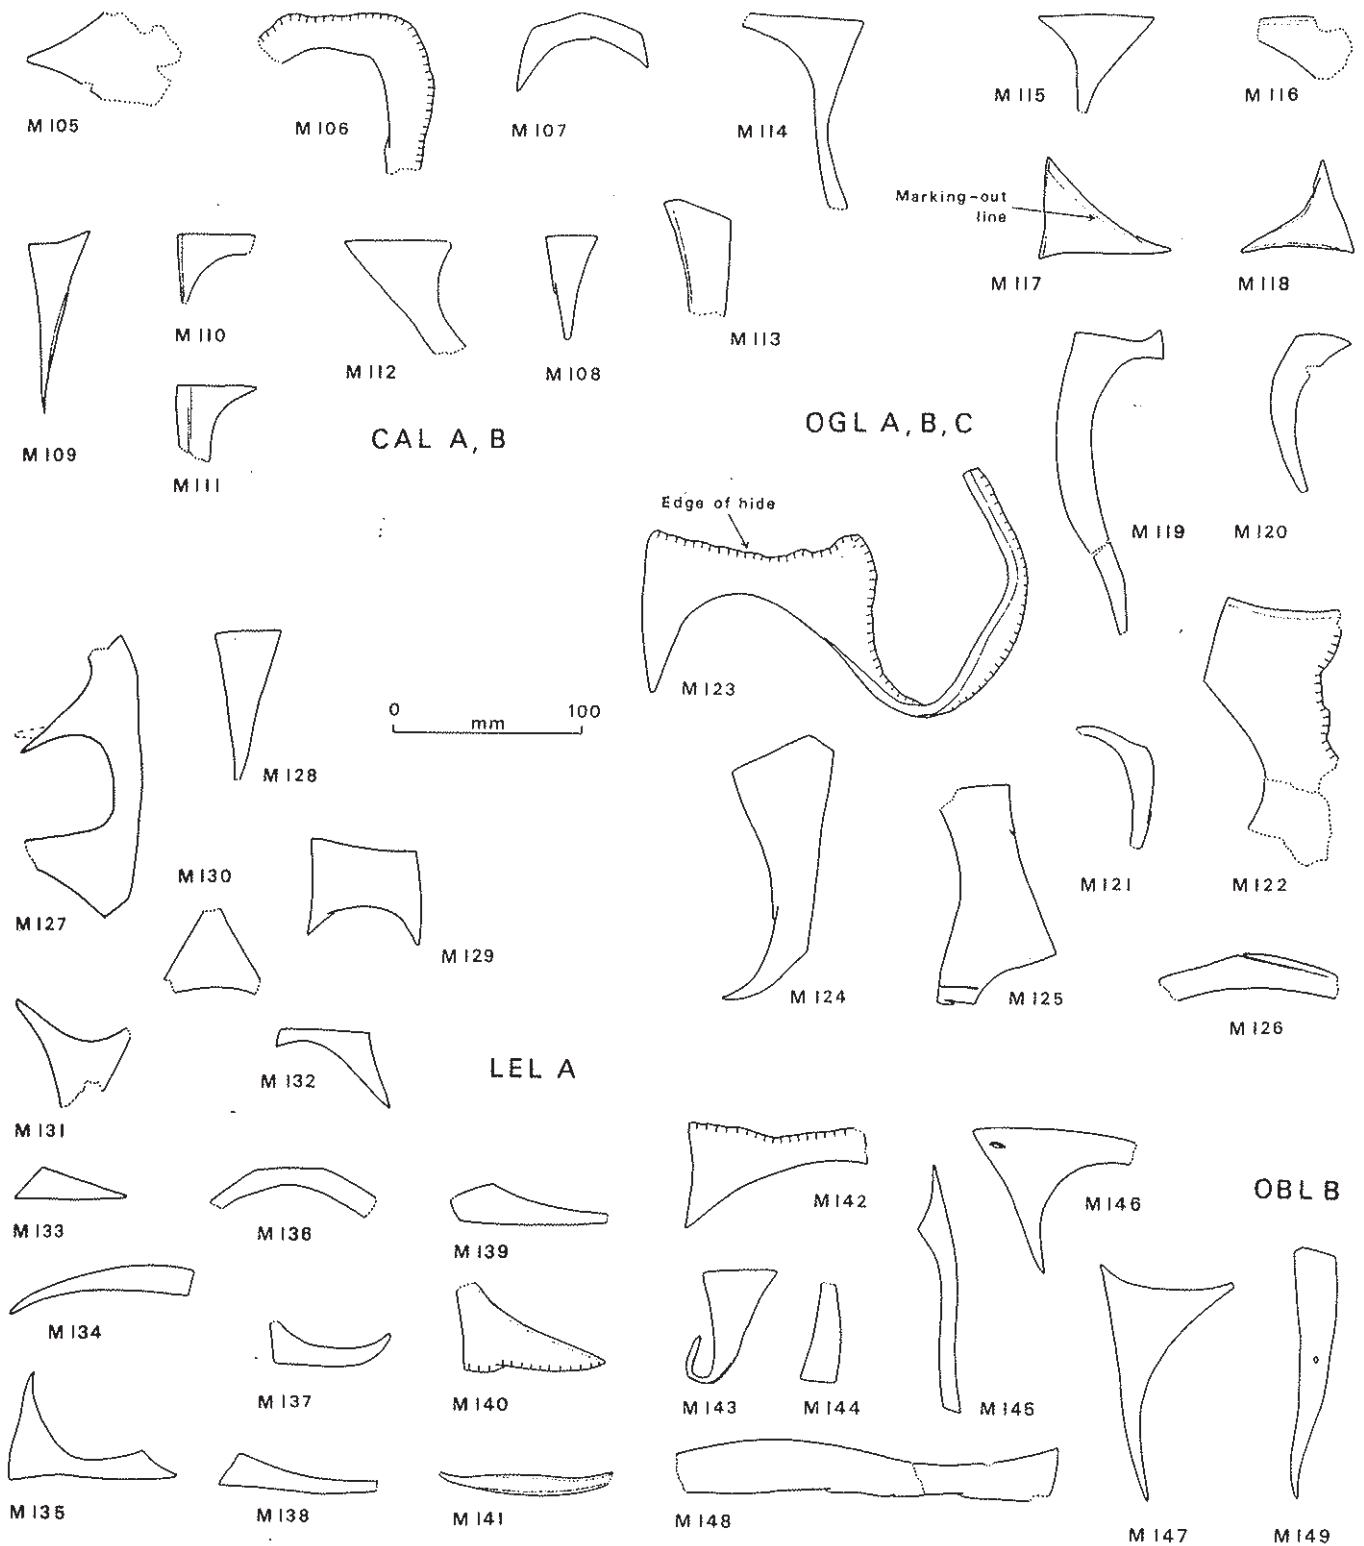 M 105
M 106
M 107
M 114
M 115
M 116
Marking-out
line
M 117
M 118
M 109
M 110
M 111
M 112
M 108
M 113
CAL A, B
OGL A, B, C
M 119
M 120
Edge of hide
M 123
M 121
M 122
M 124
M 125
M 126
0 mm 100
M 127
M 128
M 130
M 129
M 131
M 132
LEL A
M 133
M 136
M 139
M 134
M 137
M 140
M 135
M 138
M 141
M 142
M 146
OBL B
M 143
M 144
M 145
M 148
M 147
M 149